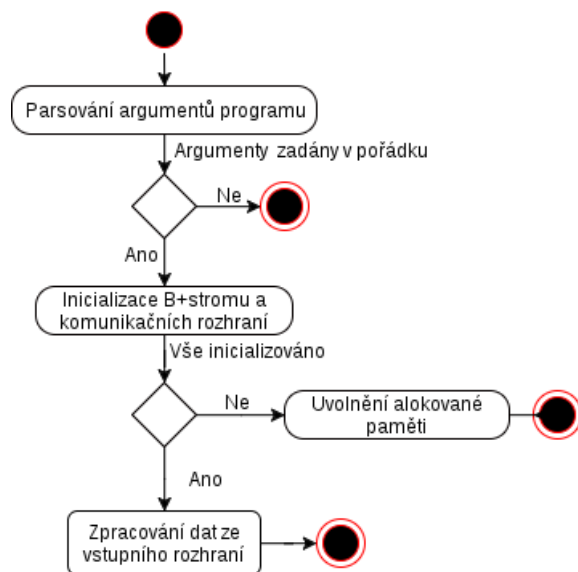 Parsování argumentů programu
Argumenty zadány v pořádku
Ne
Ano
Inicializace B+stromu a
komunikačních rozhraní
Vše inicializováno
Ne
Uvolnění alokované
paměti
Ano
Zpracování dat ze
vstupního rozhraní